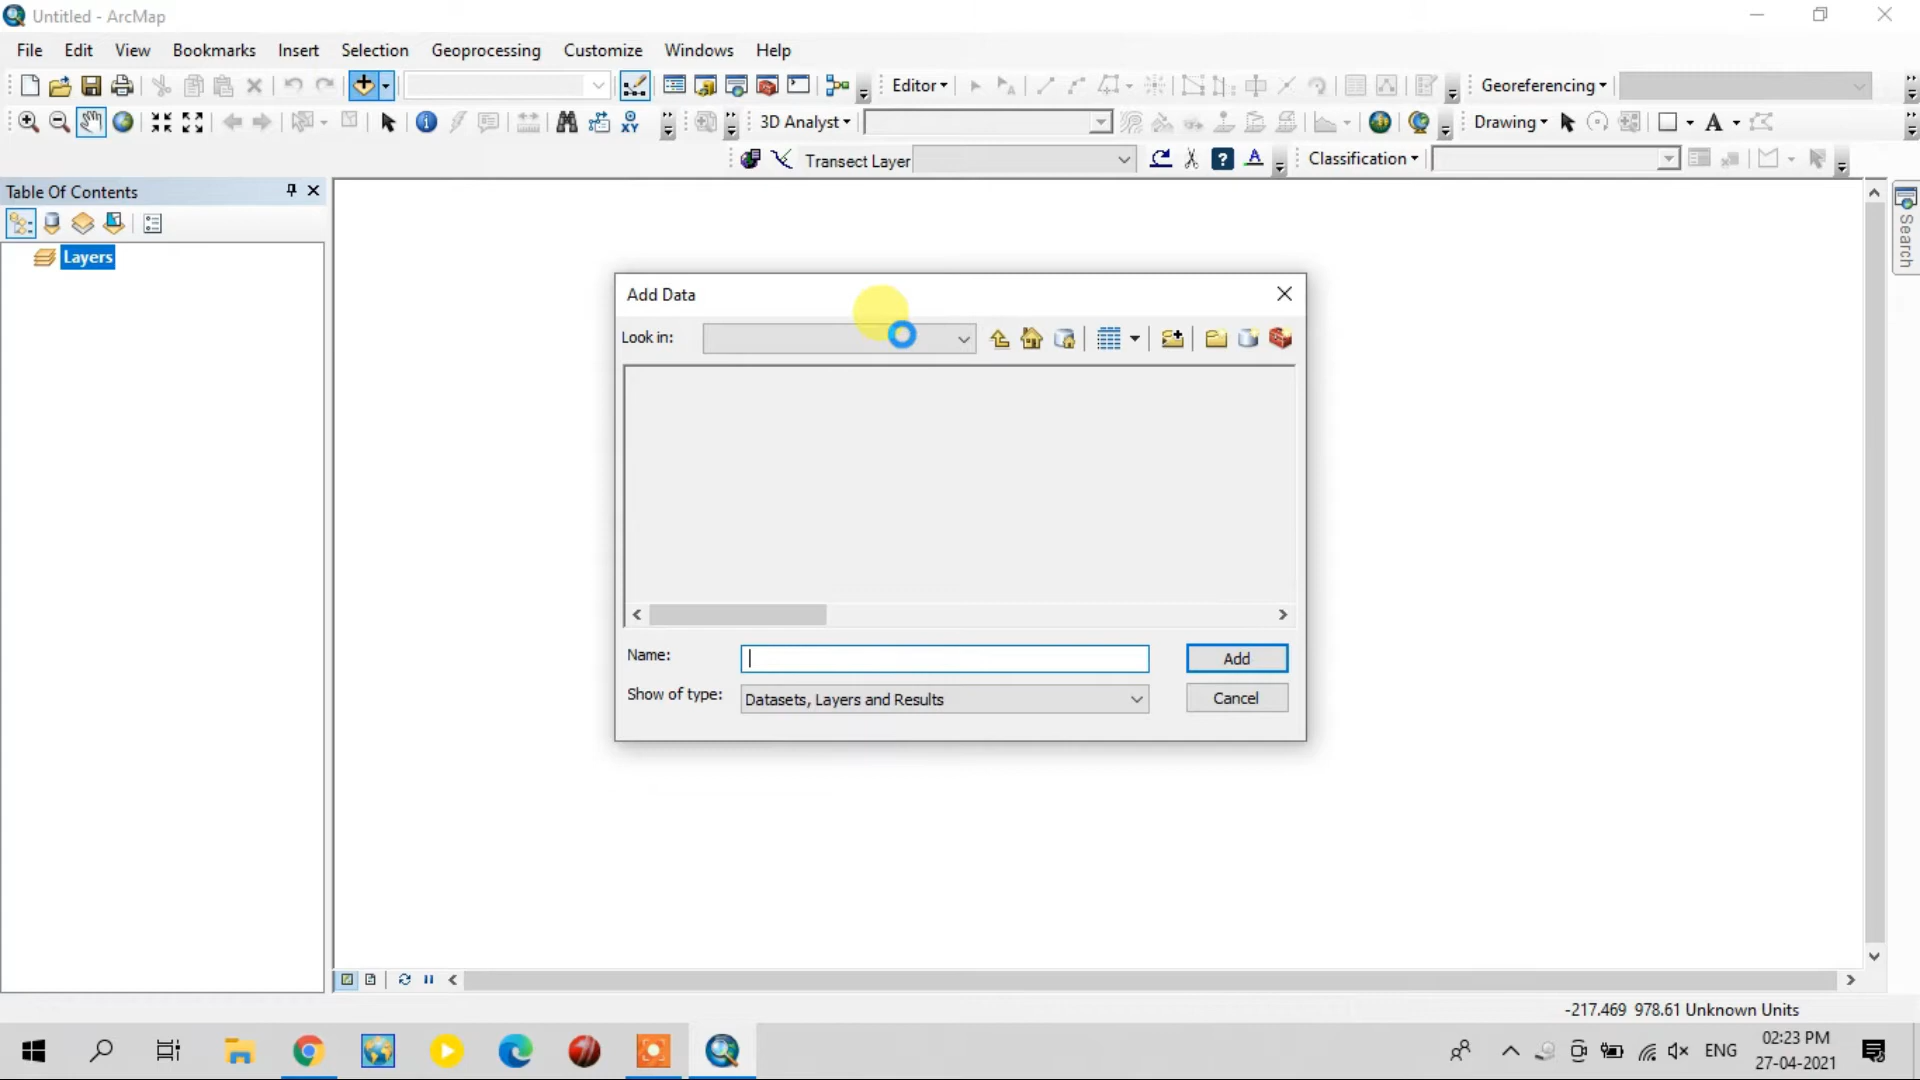 Untitled - ArcMap
File Edit View Bookmarks Insert Selection Geoprocessing Customize Windows Help
Editor Georeferencing
3D Analyst Drawing
Transect Layer Classification
Table Of Contents
Layers
Search
Add Data
Look in:
Name:
Add
Show of type: Datasets, Layers and Results
Cancel
-217.469 978.61 Unknown Units
ENG
02:23 PM
27-04-2021